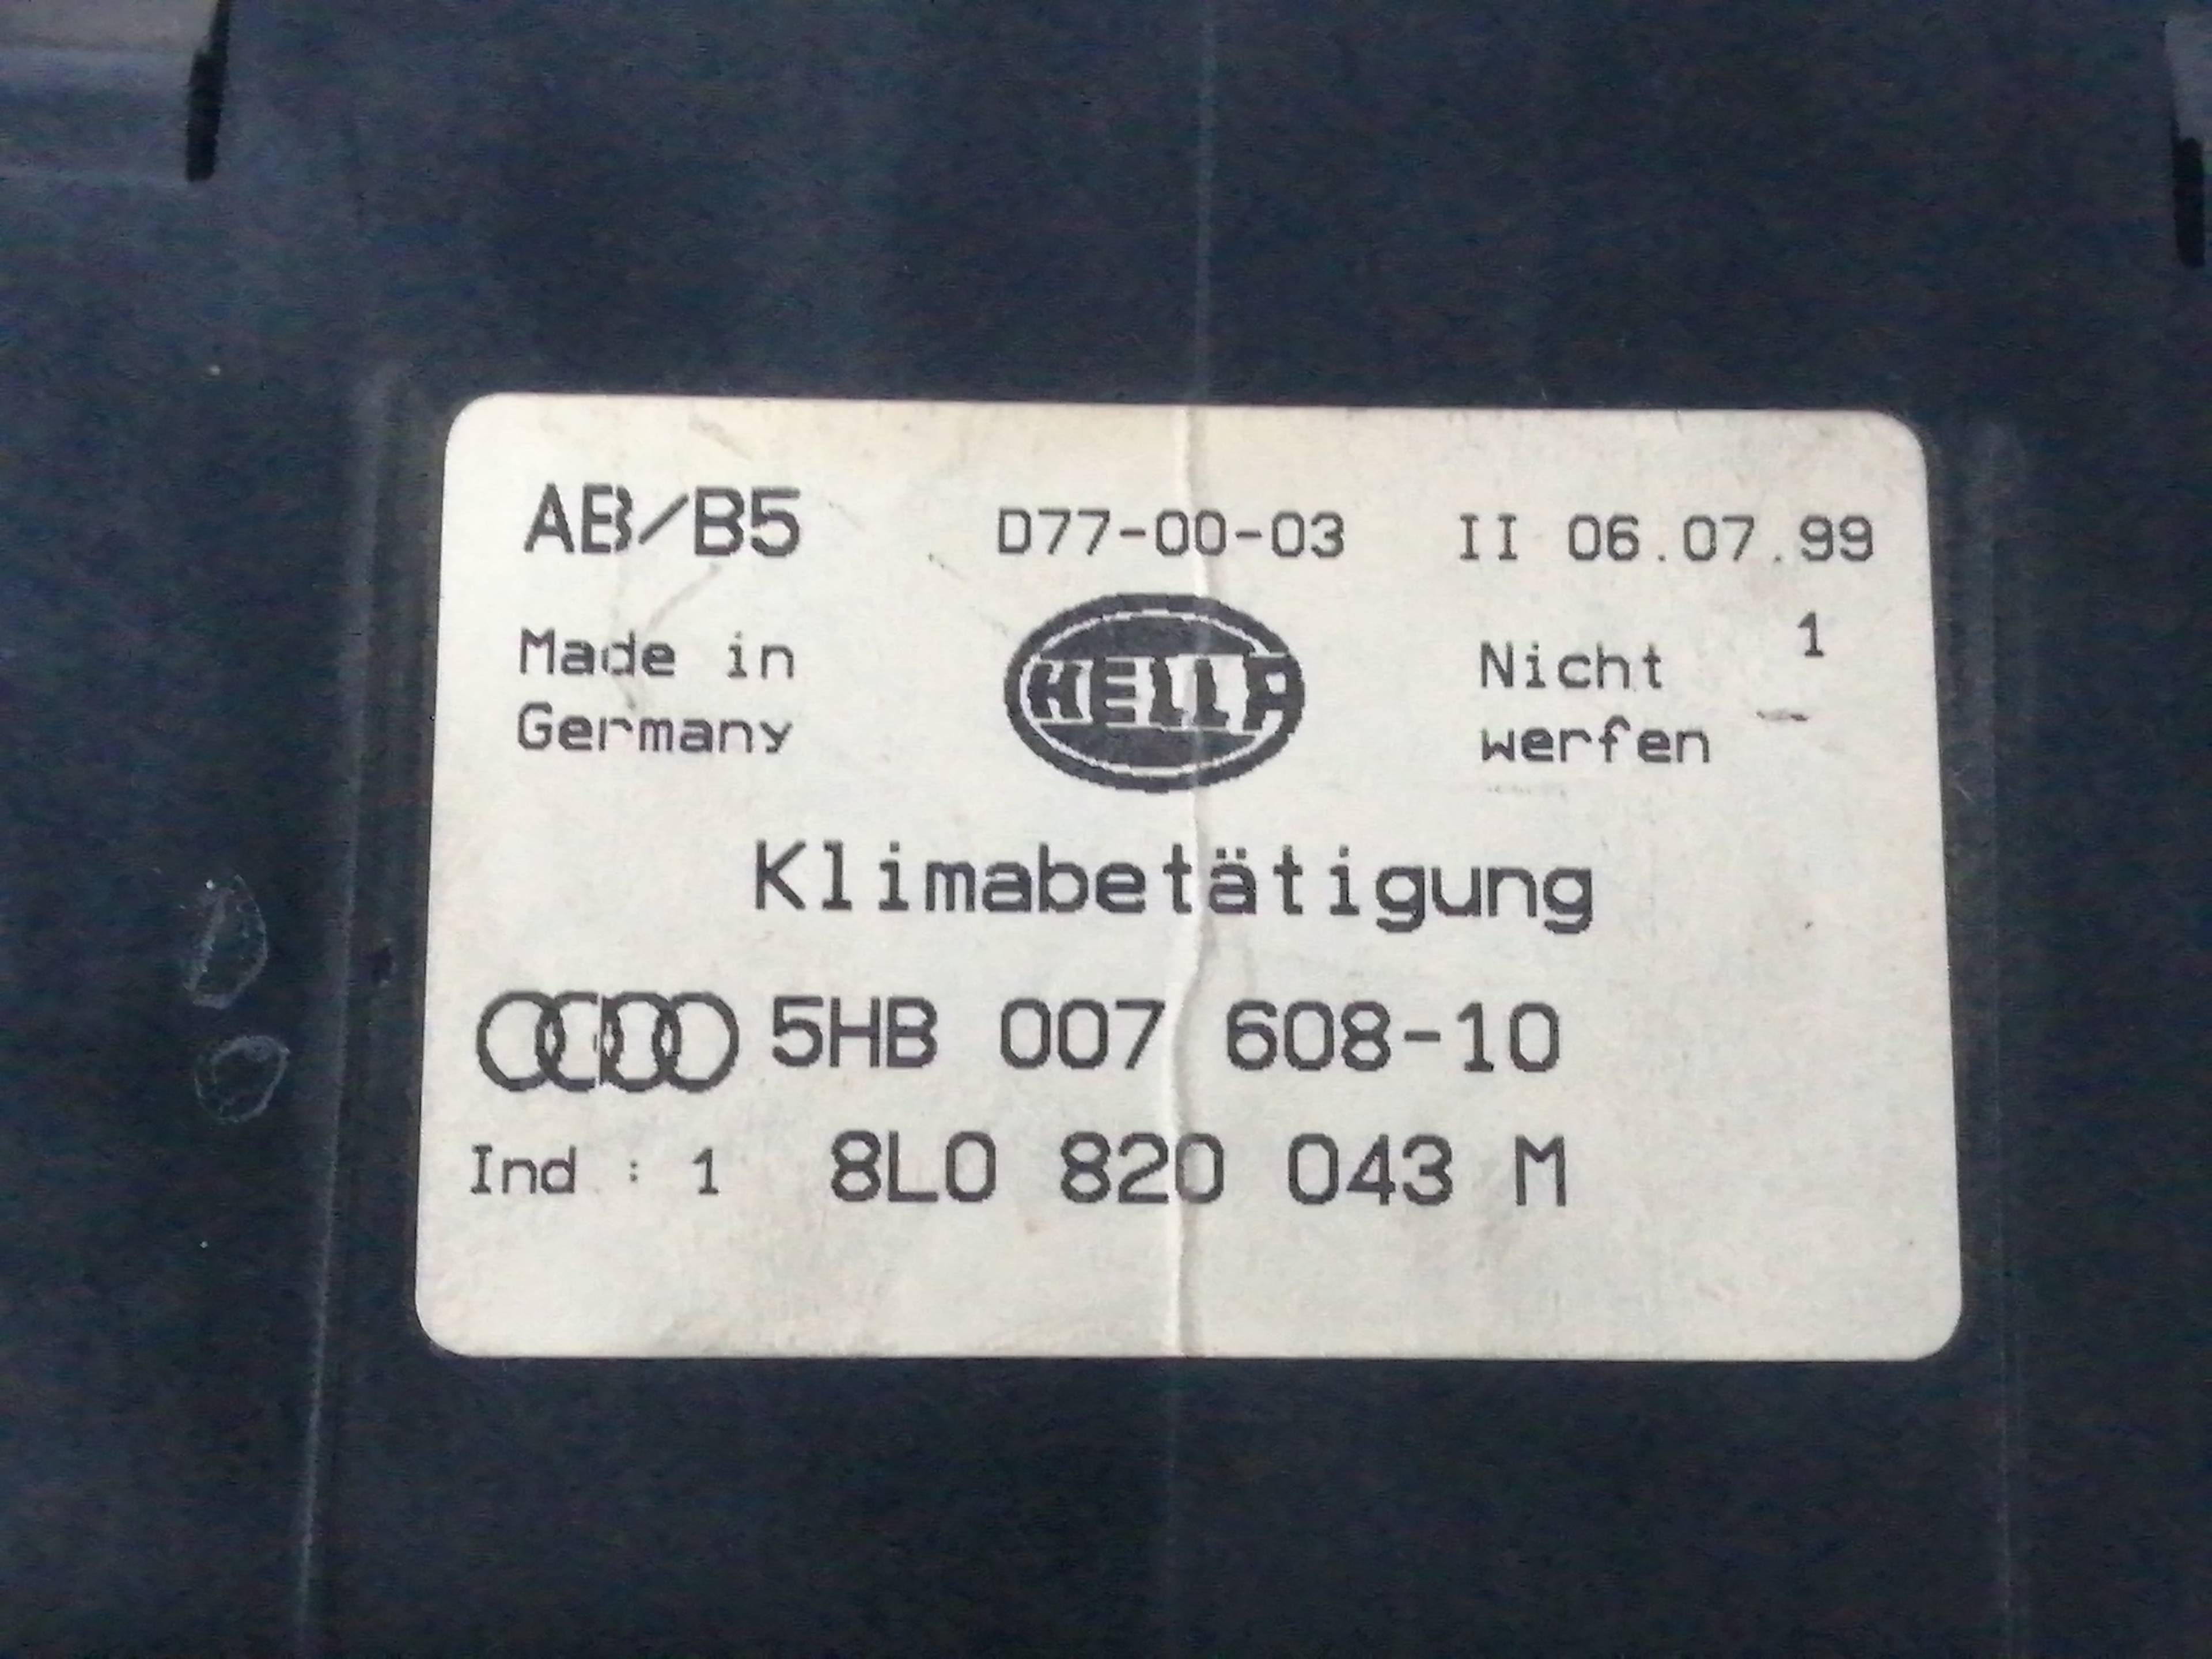 AB/B5 D77-00-03 II 06.07.99
Made in HELLA Nicht 1
Germany werfen
Klimabetätigung
5HB 007 608-10
Ind : 1 8L0 820 043 M